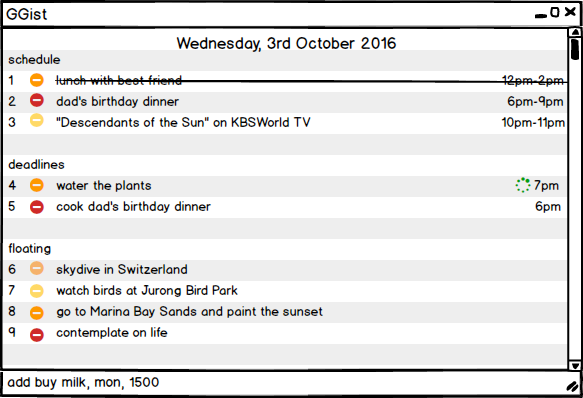 GGist
Wednesday, 3rd October 2016
schedule
1 lunch with best friend 12pm-2pm
2 dad's birthday dinner 6pm-9pm
3 "Descendants of the Sun" on KBSWorld TV 10pm-11pm
deadlines
4 water the plants 7pm
5 cook dad's birthday dinner 6pm
floating
6 skydive in Switzerland
7 watch birds at Jurong Bird Park
8 go to Marina Bay Sands and paint the sunset
9 contemplate on life
add buy milk, mon, 1500